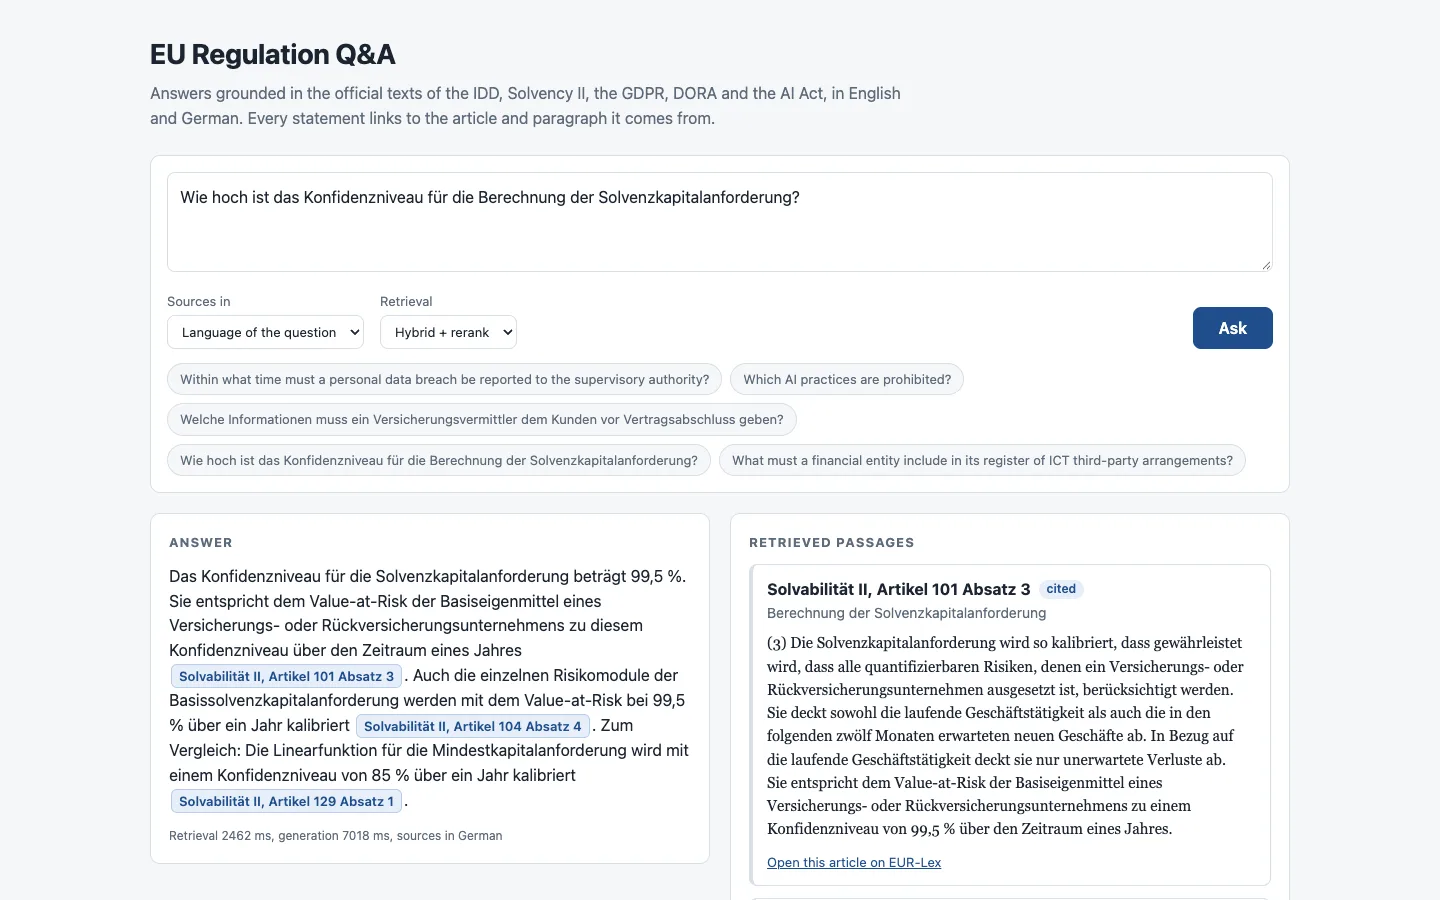 EU Regulation Q&A
Answers grounded in the official texts of the IDD, Solvency II, the GDPR, DORA and the AI Act, in English
and German. Every statement links to the article and paragraph it comes from.
Wie hoch ist das Konfidenzniveau für die Berechnung der Solvenzkapitalanforderung?
Sources in
Retrieval
Language of the question
Hybrid + rerank
Ask
Within what time must a personal data breach be reported to the supervisory authority?
Which AI practices are prohibited?
Welche Informationen muss ein Versicherungsvermittler dem Kunden vor Vertragsabschluss geben?
Wie hoch ist das Konfidenzniveau für die Berechnung der Solvenzkapitalanforderung?
What must a financial entity include in its register of ICT third-party arrangements?
ANSWER
Das Konfidenzniveau für die Solvenzkapitalanforderung beträgt 99,5 %.
Sie entspricht dem Value-at-Risk der Basiseigenmittel eines
Versicherungs- oder Rückversicherungsunternehmens zu diesem
Konfidenzniveau über den Zeitraum eines Jahres
Solvabilität II, Artikel 101 Absatz 3 . Auch die einzelnen Risikomodule der
Basissolvenzkapitalanforderung werden mit dem Value-at-Risk bei 99,5
% über ein Jahr kalibriert Solvabilität II, Artikel 104 Absatz 4 . Zum
Vergleich: Die Linearfunktion für die Mindestkapitalanforderung wird mit
einem Konfidenzniveau von 85 % über ein Jahr kalibriert
Solvabilität II, Artikel 129 Absatz 1 .
Retrieval 2462 ms, generation 7018 ms, sources in German
RETRIEVED PASSAGES
Solvabilität II, Artikel 101 Absatz 3 cited
Berechnung der Solvenzkapitalanforderung
(3) Die Solvenzkapitalanforderung wird so kalibriert, dass gewährleistet
wird, dass alle quantifizierbaren Risiken, denen ein Versicherungs- oder
Rückversicherungsunternehmen ausgesetzt ist, berücksichtigt werden.
Sie deckt sowohl die laufende Geschäftstätigkeit als auch die in den
folgenden zwölf Monaten erwarteten neuen Geschäfte ab. In Bezug auf
die laufende Geschäftstätigkeit deckt sie nur unerwartete Verluste ab.
Sie entspricht dem Value-at-Risk der Basiseigenmittel eines
Versicherungs- oder Rückversicherungsunternehmens zu einem
Konfidenzniveau von 99,5 % über den Zeitraum eines Jahres.
Open this article on EUR-Lex